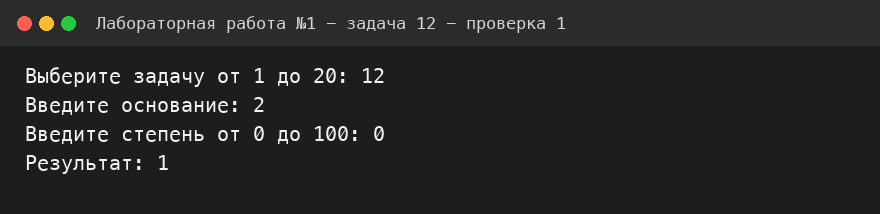 Лабораторная работа №1 — задача 12 — проверка 1
Выберите задачу от 1 до 20: 12
Введите основание: 2
Введите степень от 0 до 100: 0
Результат: 1